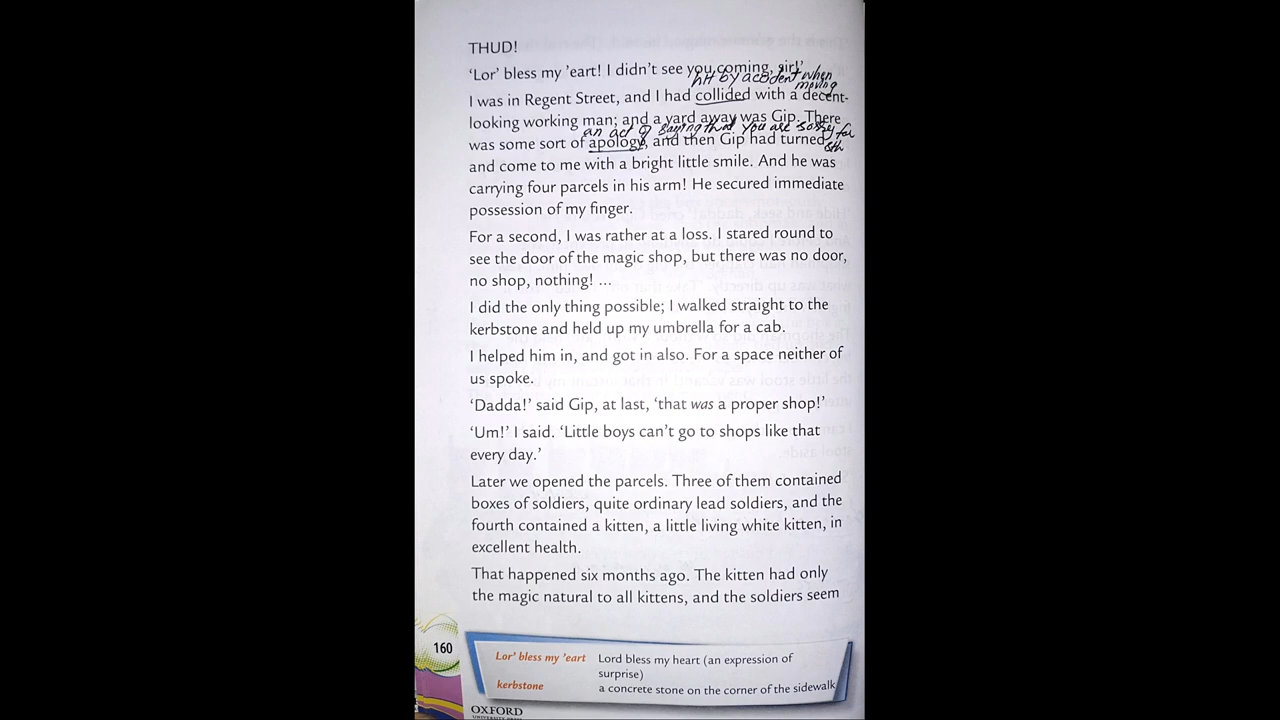 THUD!
‘Lor’ bless my ’eart! I didn’t see you coming, sir!’
hit by accident when
moving
I was in Regent Street, and I had collided with a decent-
looking working man; and a yard away was Gip. There
an act of saying that you are sorry for
sth
was some sort of apology, and then Gip had turned
and come to me with a bright little smile. And he was
carrying four parcels in his arm! He secured immediate
possession of my finger.
For a second, I was rather at a loss. I stared round to
see the door of the magic shop, but there was no door,
no shop, nothing! ...
I did the only thing possible; I walked straight to the
kerbstone and held up my umbrella for a cab.
I helped him in, and got in also. For a space neither of
us spoke.
‘Dadda!’ said Gip, at last, ‘that was a proper shop!’
‘Um!’ I said. ‘Little boys can’t go to shops like that
every day.’
Later we opened the parcels. Three of them contained
boxes of soldiers, quite ordinary lead soldiers, and the
fourth contained a kitten, a little living white kitten, in
excellent health.
That happened six months ago. The kitten had only
the magic natural to all kittens, and the soldiers seem
160
Lor’ bless my ’eart Lord bless my heart (an expression of
surprise)
kerbstone a concrete stone on the corner of the sidewalk
OXFORD
UNIVERSITY PRESS